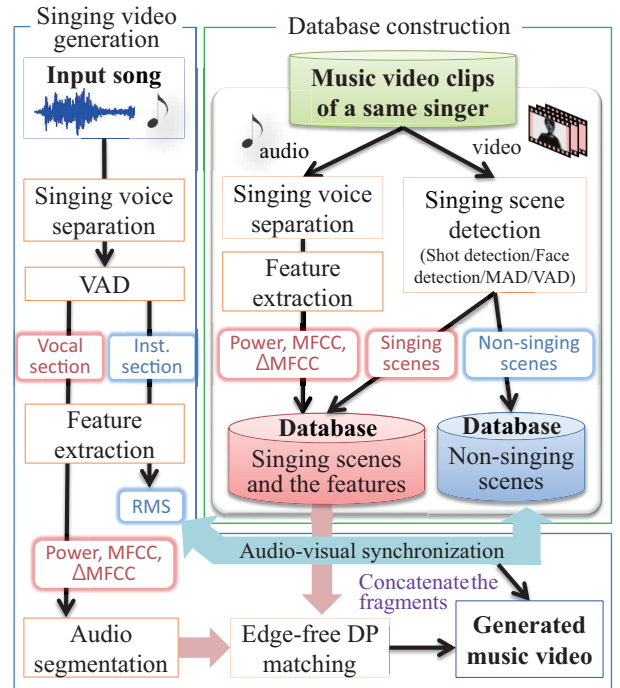 Singing video
generation
Input song
Singing voice
separation
VAD
Vocal
section
Inst.
section
Feature
extraction
RMS
Power, MFCC,
ΔMFCC
Audio
segmentation
Database construction
Music video clips
of a same singer
audio
video
Singing voice
separation
Feature
extraction
Singing scene
detection
(Shot detection/Face
detection/MAD/VAD)
Power, MFCC,
ΔMFCC
Singing
scenes
Non-singing
scenes
Database
Singing scenes
and the features
Database
Non-singing
scenes
Audio-visual synchronization
Concatenate the
fragments
Edge-free DP
matching
Generated
music video